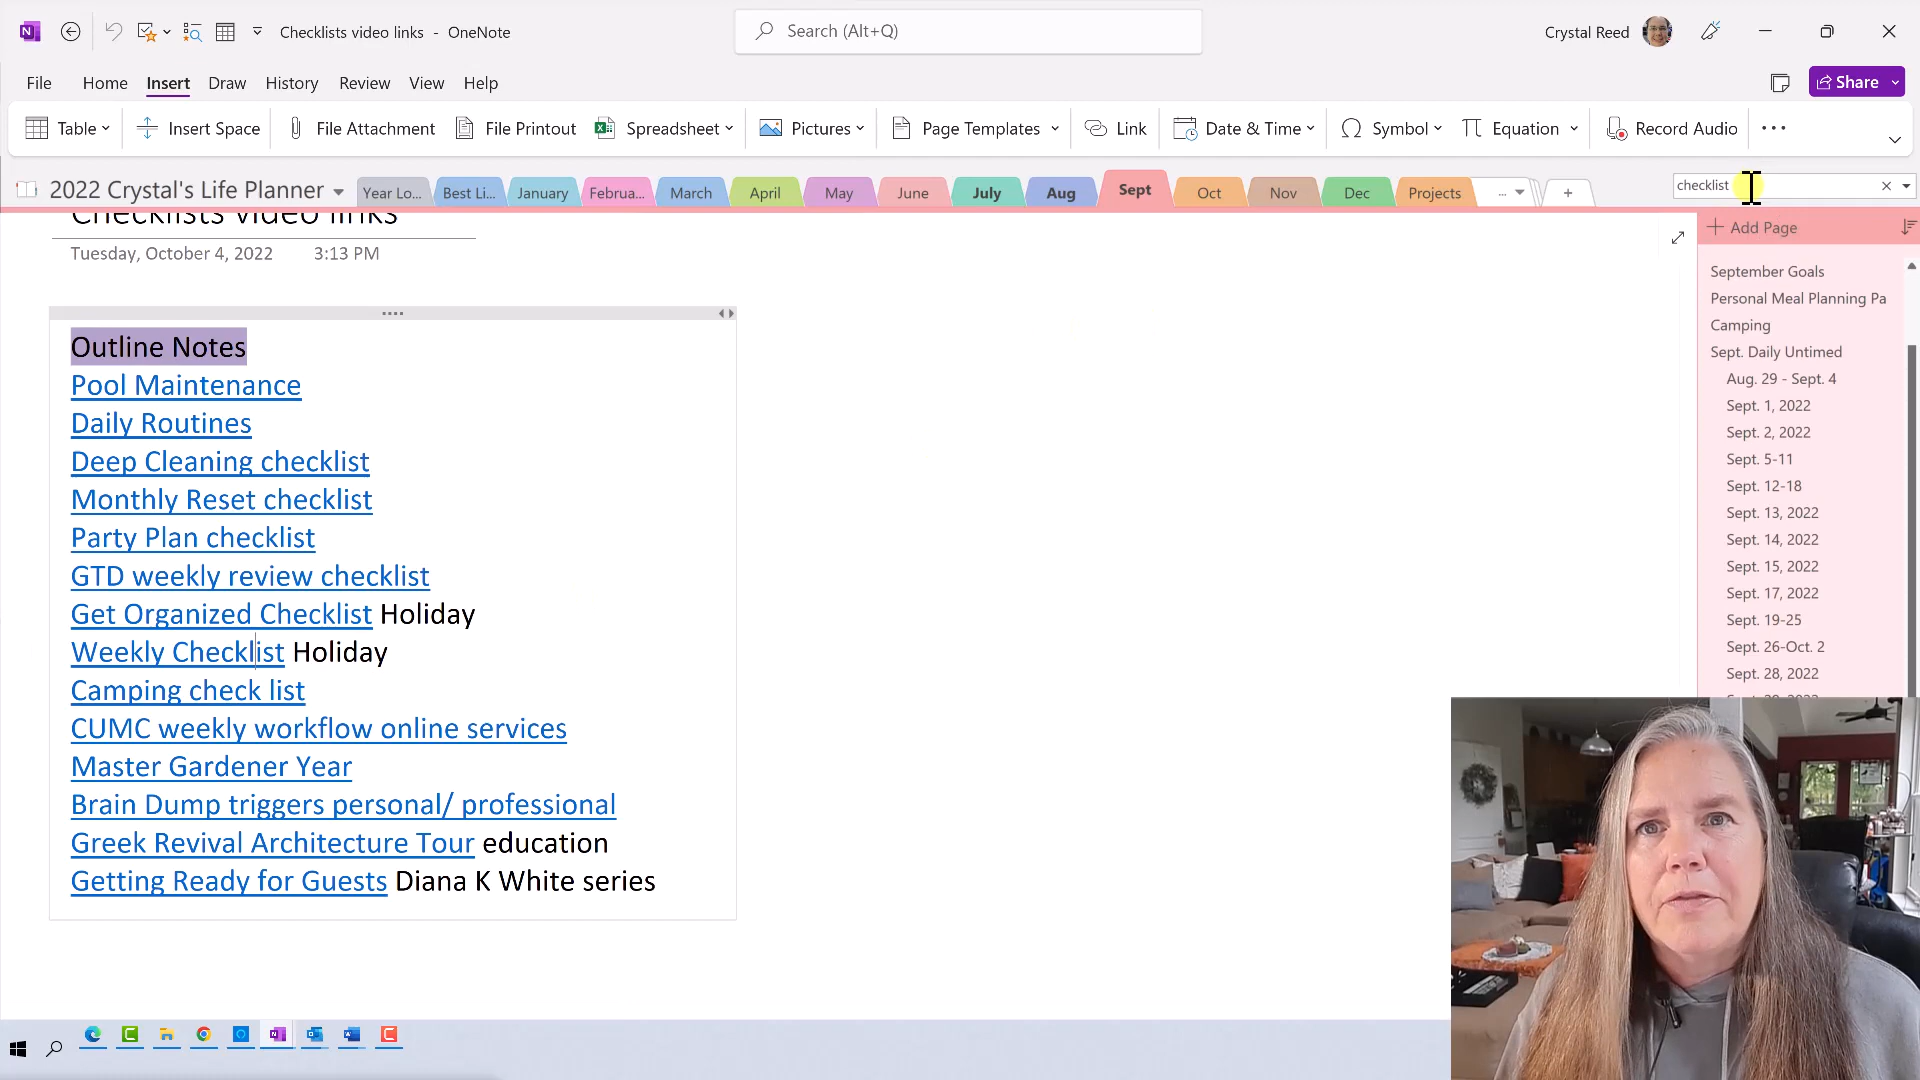 Checklists video links - OneNote
Search (Alt+Q)
Crystal Reed
File Home Insert Draw History Review View Help
Share
Table Insert Space File Attachment File Printout Spreadsheet Pictures Page Templates Link Date & Time Symbol Equation Record Audio
2022 Crystal's Life Planner
Year Lo... Best Li... January Februa... March April May June July Aug Sept Oct Nov Dec Projects ... +
checklist
Add Page
Checklists video links
Tuesday, October 4, 2022 3:13 PM
Outline Notes
Pool Maintenance
Daily Routines
Deep Cleaning checklist
Monthly Reset checklist
Party Plan checklist
GTD weekly review checklist
Get Organized Checklist Holiday
Weekly Checklist Holiday
Camping check list
CUMC weekly workflow online services
Master Gardener Year
Brain Dump triggers personal/ professional
Greek Revival Architecture Tour education
Getting Ready for Guests Diana K White series
September Goals
Personal Meal Planning Pa
Camping
Sept. Daily Untimed
Aug. 29 - Sept. 4
Sept. 1, 2022
Sept. 2, 2022
Sept. 5-11
Sept. 12-18
Sept. 13, 2022
Sept. 14, 2022
Sept. 15, 2022
Sept. 17, 2022
Sept. 19-25
Sept. 26-Oct. 2
Sept. 28, 2022